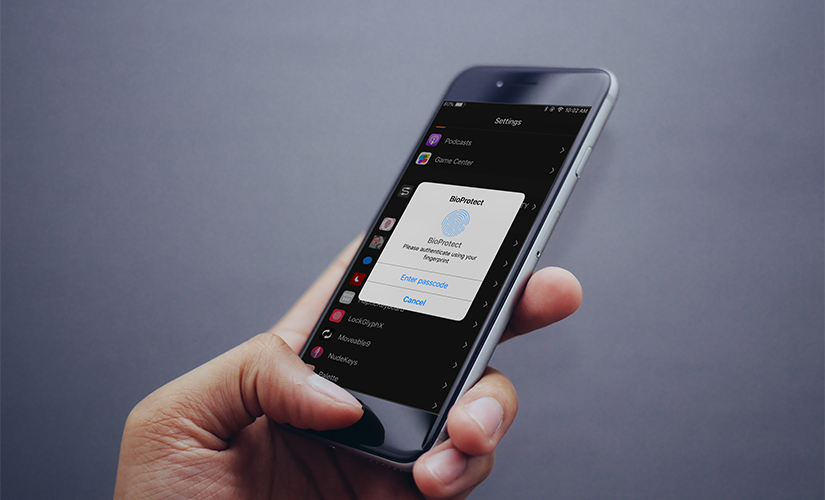 80%
10:02 AM
Settings
Podcasts
Game Center
BioProtect
BioProtect
Please authenticate using your
fingerprint
Enter passcode
Cancel
LockGlyphX
Moveable9
NudeKeys
Palette